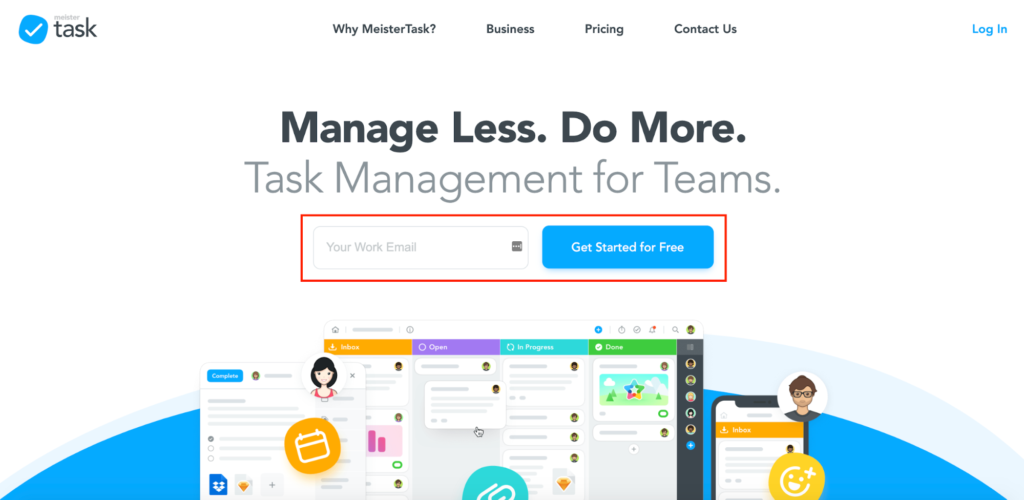 meister
task
Why MeisterTask?
Business
Pricing
Contact Us
Log In
Manage Less. Do More.
Task Management for Teams.
Your Work Email
Get Started for Free
Inbox
Open
In Progress
Done
Complete
Inbox